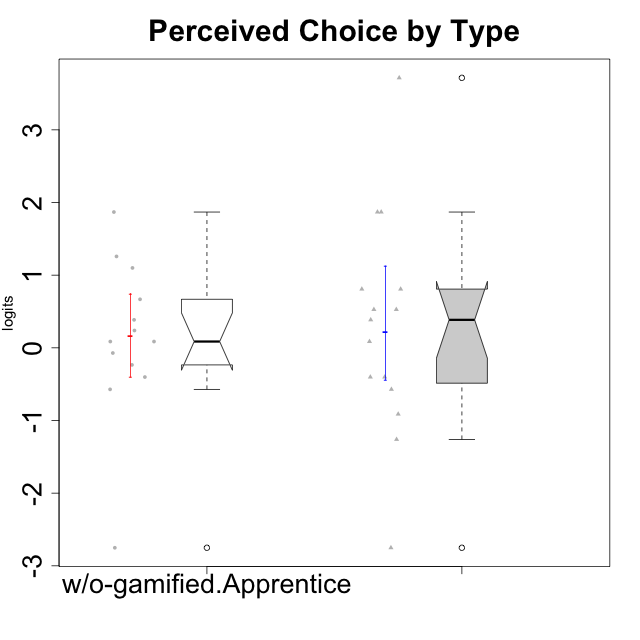 Perceived Choice by Type
logits
3
2
1
0
-1
-2
-3
w/o-gamified.Apprentice